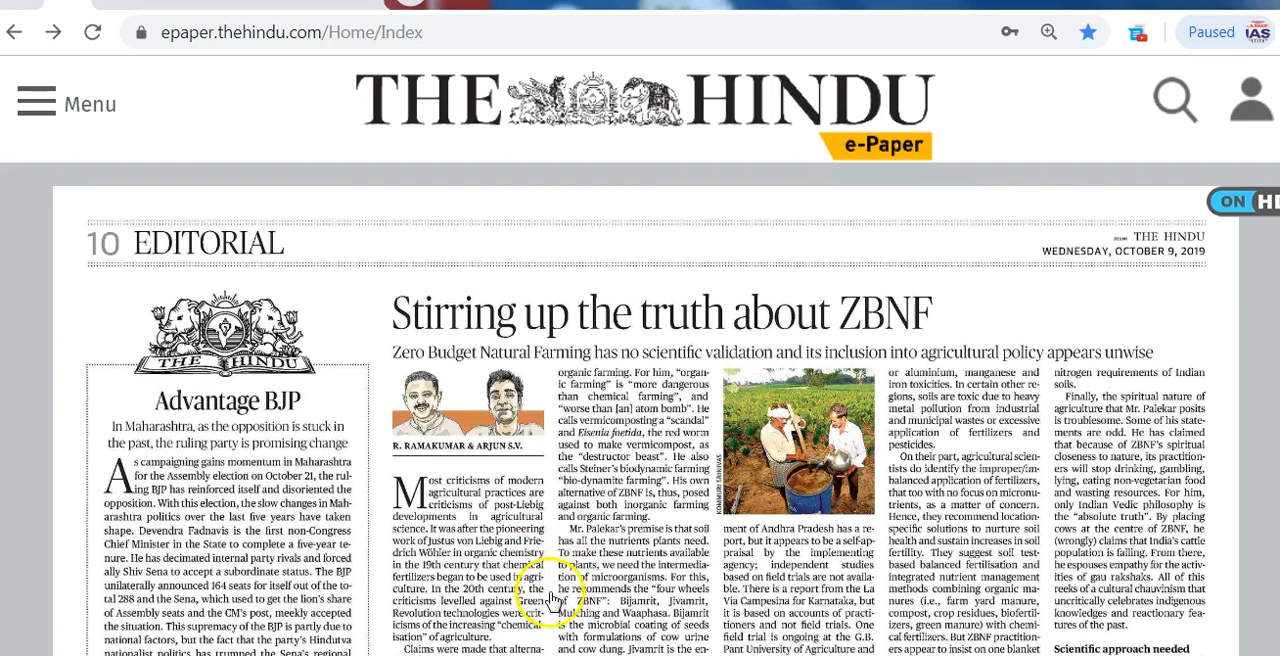 epaper.thehindu.com/Home/Index
Paused
IAS
Menu
THE HINDU
e-Paper
ON HD
10 EDITORIAL
THE HINDU
WEDNESDAY, OCTOBER 9, 2019
THE HINDU
Advantage BJP
In Maharashtra, as the opposition is stuck in
the past, the ruling party is promising change
As campaigning gains momentum in Maharashtra
for the Assembly election on October 21, the rul-
ing BJP has reinforced itself and disoriented the
opposition. With this election, the slow changes in Mah-
arashtra politics over the last five years have taken
shape. Devendra Fadnavis is the first non-Congress
Chief Minister in the State to complete a five-year te-
nure. He has decimated internal party rivals and forced
ally Shiv Sena to accept a subordinate status. The BJP
unilaterally announced 164 seats for itself out of the to-
tal 288 and the Sena, which used to get the lion's share
of Assembly seats and the CM's post, meekly accepted
the situation. This supremacy of the BJP is partly due to
national factors, but the fact that the party's Hindutva
nationalist politics has trumped the Sena's regional
Stirring up the truth about ZBNF
Zero Budget Natural Farming has no scientific validation and its inclusion into agricultural policy appears unwise
R. RAMAKUMAR & ARJUN S.V.
Most criticisms of modern
agricultural practices are
criticisms of post-Liebig
developments in agricultural
science. It was after the pioneering
work of Justus von Liebig and Frie-
drich Wöhler in organic chemistry
in the 19th century that chemical
fertilizers began to be used in agri-
culture. In the 20th century, the
criticisms levelled against Green
Revolution technologies were crit-
icisms of the increasing "chemical-
isation" of agriculture.
Claims were made that alterna-
organic farming. For him, "organ-
ic farming" is "more dangerous
than chemical farming", and
"worse than [an] atom bomb". He
calls vermicomposting a "scandal"
and Eisenia foetida, the red worm
used to make vermicompost, as
the "destructor beast". He also
calls Steiner's biodynamic farming
"bio-dynamite farming". His own
alternative of ZBNF is, thus, posed
against both inorganic farming
and organic farming.
Mr. Palekar's premise is that soil
has all the nutrients plants need.
To make these nutrients available
to plants, we need the intermedia-
tion of microorganisms. For this,
he recommends the "four wheels
of ZBNF": Bijamrit, Jivamrit,
Mulching and Waaphasa. Bijamrit
is the microbial coating of seeds
with formulations of cow urine
and cow dung. Jivamrit is the en-
KOMMURI SRINIVAS
ment of Andhra Pradesh has a re-
port, but it appears to be a self-ap-
praisal by the implementing
agency; independent studies
based on field trials are not availa-
ble. There is a report from the La
Via Campesina for Karnataka, but
it is based on accounts of practi-
tioners and not field trials. One
field trial is ongoing at the G.B.
Pant University of Agriculture and
or aluminium, manganese and
iron toxicities. In certain other re-
gions, soils are toxic due to heavy
metal pollution from industrial
and municipal wastes or excessive
application of fertilizers and
pesticides.
On their part, agricultural scien-
tists do identify the improper/im-
balanced application of fertilizers,
that too with no focus on micronu-
trients, as a matter of concern.
Hence, they recommend location-
specific solutions to nurture soil
health and sustain increases in soil
fertility. They suggest soil test-
based balanced fertilisation and
integrated nutrient management
methods combining organic ma-
nures (i.e., farm yard manure,
compost, crop residues, biofertil-
izers, green manure) with chemi-
cal fertilizers. But ZBNF practition-
ers appear to insist on one blanket
nitrogen requirements of Indian
soils.
Finally, the spiritual nature of
agriculture that Mr. Palekar posits
is troublesome. Some of his state-
ments are odd. He has claimed
that because of ZBNF's spiritual
closeness to nature, its practition-
ers will stop drinking, gambling,
lying, eating non-vegetarian food
and wasting resources. For him,
only Indian Vedic philosophy is
the "absolute truth". By placing
cows at the centre of ZBNF, he
(wrongly) claims that India's cattle
population is falling. From there,
he espouses empathy for the activ-
ities of gau rakshaks. All of this
reeks of a cultural chauvinism that
uncritically celebrates indigenous
knowledges and reactionary fea-
tures of the past.
Scientific approach needed